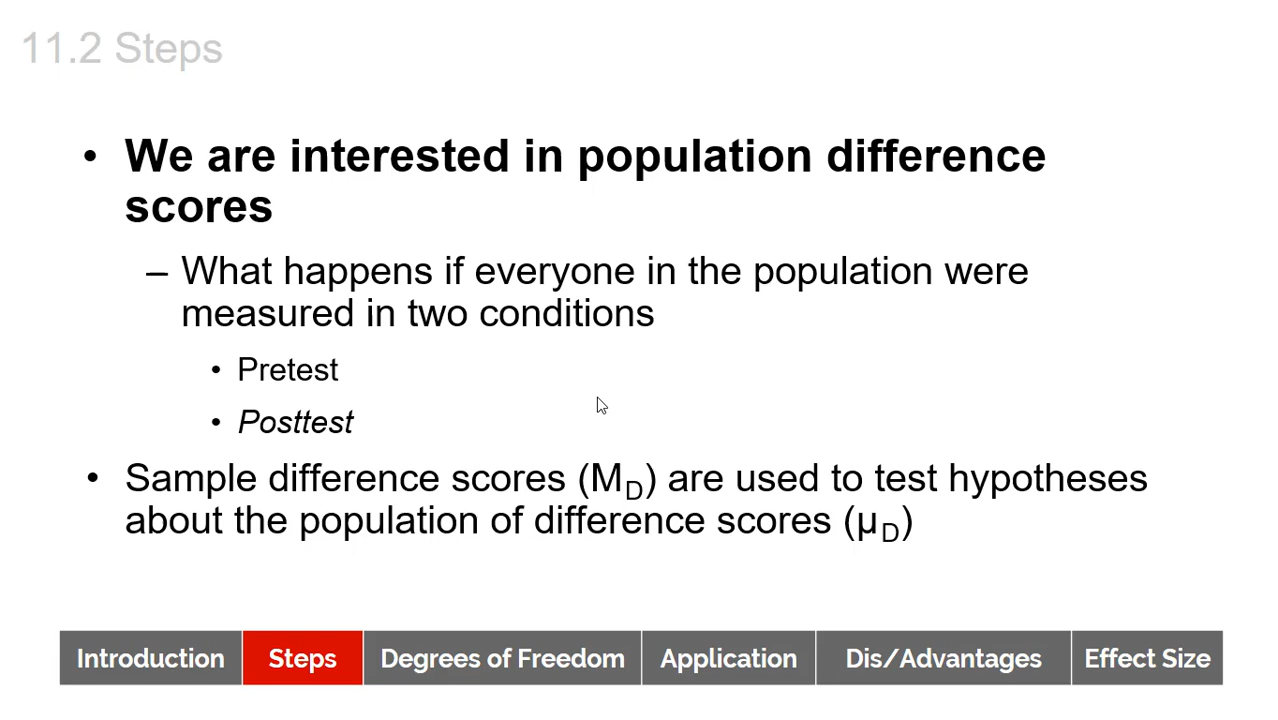 11.2 Steps
• We are interested in population difference
scores
– What happens if everyone in the population were
measured in two conditions
• Pretest
• Posttest
• Sample difference scores (M_D) are used to test hypotheses
about the population of difference scores (μ_D)
Introduction Steps Degrees of Freedom Application Dis/Advantages Effect Size